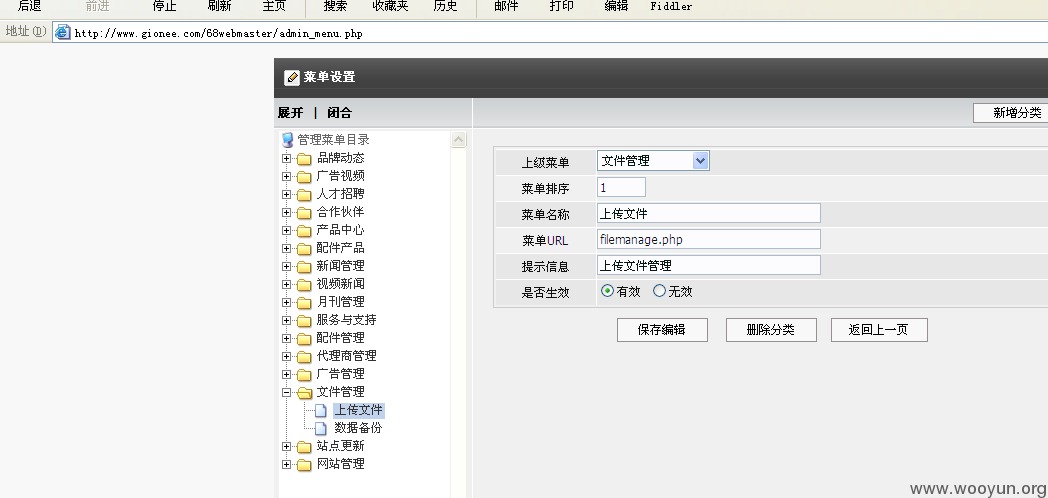 后退 前进 停止 刷新 主页 搜索 收藏夹 历史 邮件 打印 编辑 Fiddler
地址(D) http://www.gionee.com/68webmaster/admin_menu.php
菜单设置
展开 | 闭合
新增分类
管理菜单目录
品牌动态
广告视频
人才招聘
合作伙伴
产品中心
配件产品
新闻管理
视频新闻
月刊管理
服务与支持
配件管理
代理商管理
广告管理
文件管理
上传文件
数据备份
站点更新
网站管理
上级菜单 文件管理
菜单排序 1
菜单名称 上传文件
菜单URL filemanage.php
提示信息 上传文件管理
是否生效 有效 无效
保存编辑 删除分类 返回上一页
www.wooyun.org